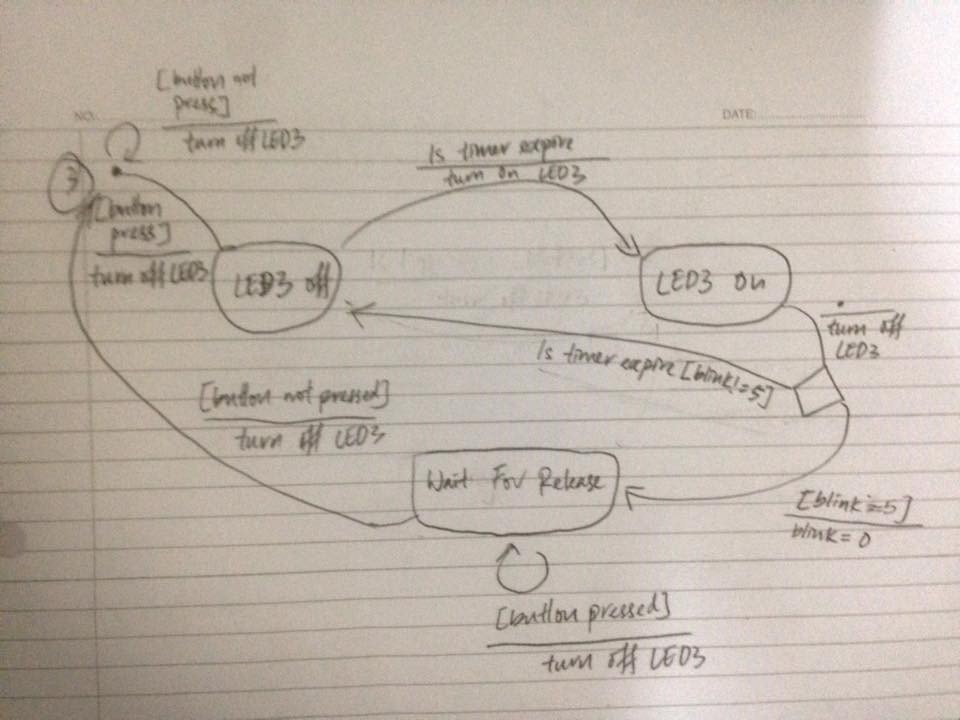 NO.
DATE:
[button not
press]
turn off LED3
3
[button
press]
turn off LED3
Is timer expire
turn on LED3
LED3 off
LED3 on
turn off
LED3
Is timer expire [blink!=5]
[button not pressed]
turn off LED3
Wait For Release
[blink==5]
blink = 0
[button pressed]
turn off LED3